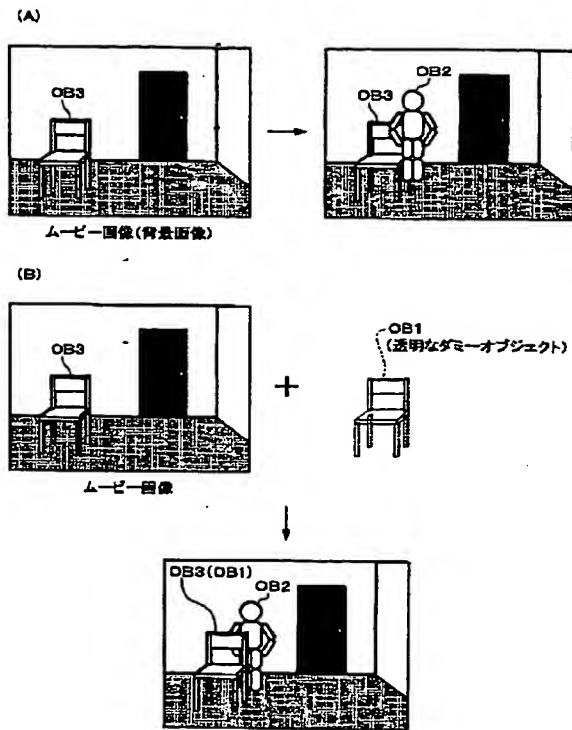 (A)
OB3
OB2
OB3
ムービー画像(背景画像)
(B)
OB3
OB1
(透明なダミーオブジェクト)
ムービー画像
OB3(OB1)
OB2